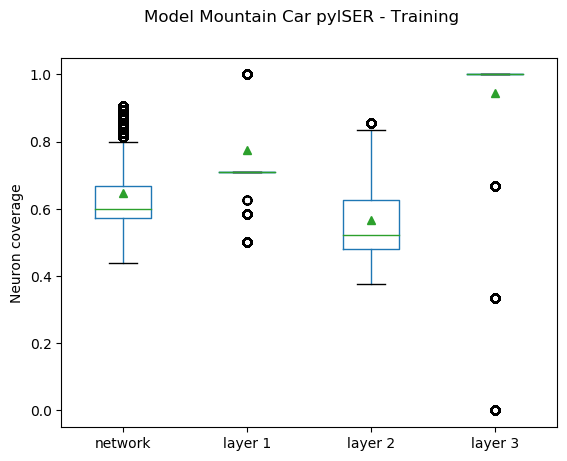 Model Mountain Car pyISER - Training
Neuron coverage
1.0
0.8
0.6
0.4
0.2
0.0
network layer 1 layer 2 layer 3